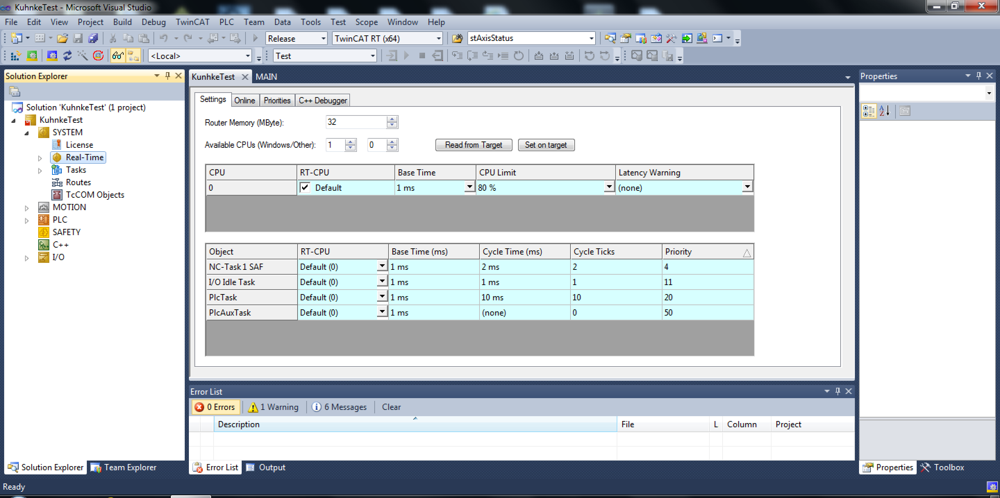 KuhnkeTest - Microsoft Visual Studio
File Edit View Project Build Debug TwinCAT PLC Team Data Tools Test Scope Window Help
Release TwinCAT RT (x64) stAxisStatus
<Local> Test
Solution Explorer
Solution 'KuhnkeTest' (1 project)
KuhnkeTest
SYSTEM
License
Real-Time
Tasks
Routes
TcCOM Objects
MOTION
PLC
SAFETY
C++
I/O
Solution Explorer Team Explorer
KunhkeTest MAIN
Settings Online Priorities C++ Debugger
Router Memory (MByte): 32
Available CPUs (Windows/Other): 1 0 Read from Target Set on target
CPU RT-CPU Base Time CPU Limit Latency Warning
0 Default 1 ms 80 % (none)
Object RT-CPU Base Time (ms) Cycle Time (ms) Cycle Ticks Priority
NC-Task 1 SAF Default (0) 1 ms 2 ms 2 4
I/O Idle Task Default (0) 1 ms 1 ms 1 11
PlcTask Default (0) 1 ms 10 ms 10 20
PlcAuxTask Default (0) 1 ms (none) 0 50
Error List
0 Errors 1 Warning 6 Messages Clear
Description File L Column Project
Error List Output
Properties
Properties Toolbox
Ready